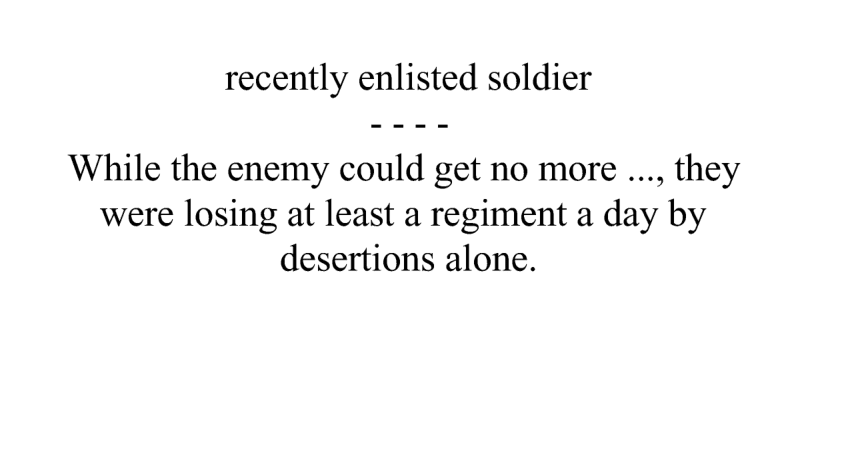 recently enlisted soldier
- - - -
While the enemy could get no more ..., they
were losing at least a regiment a day by
desertions alone.